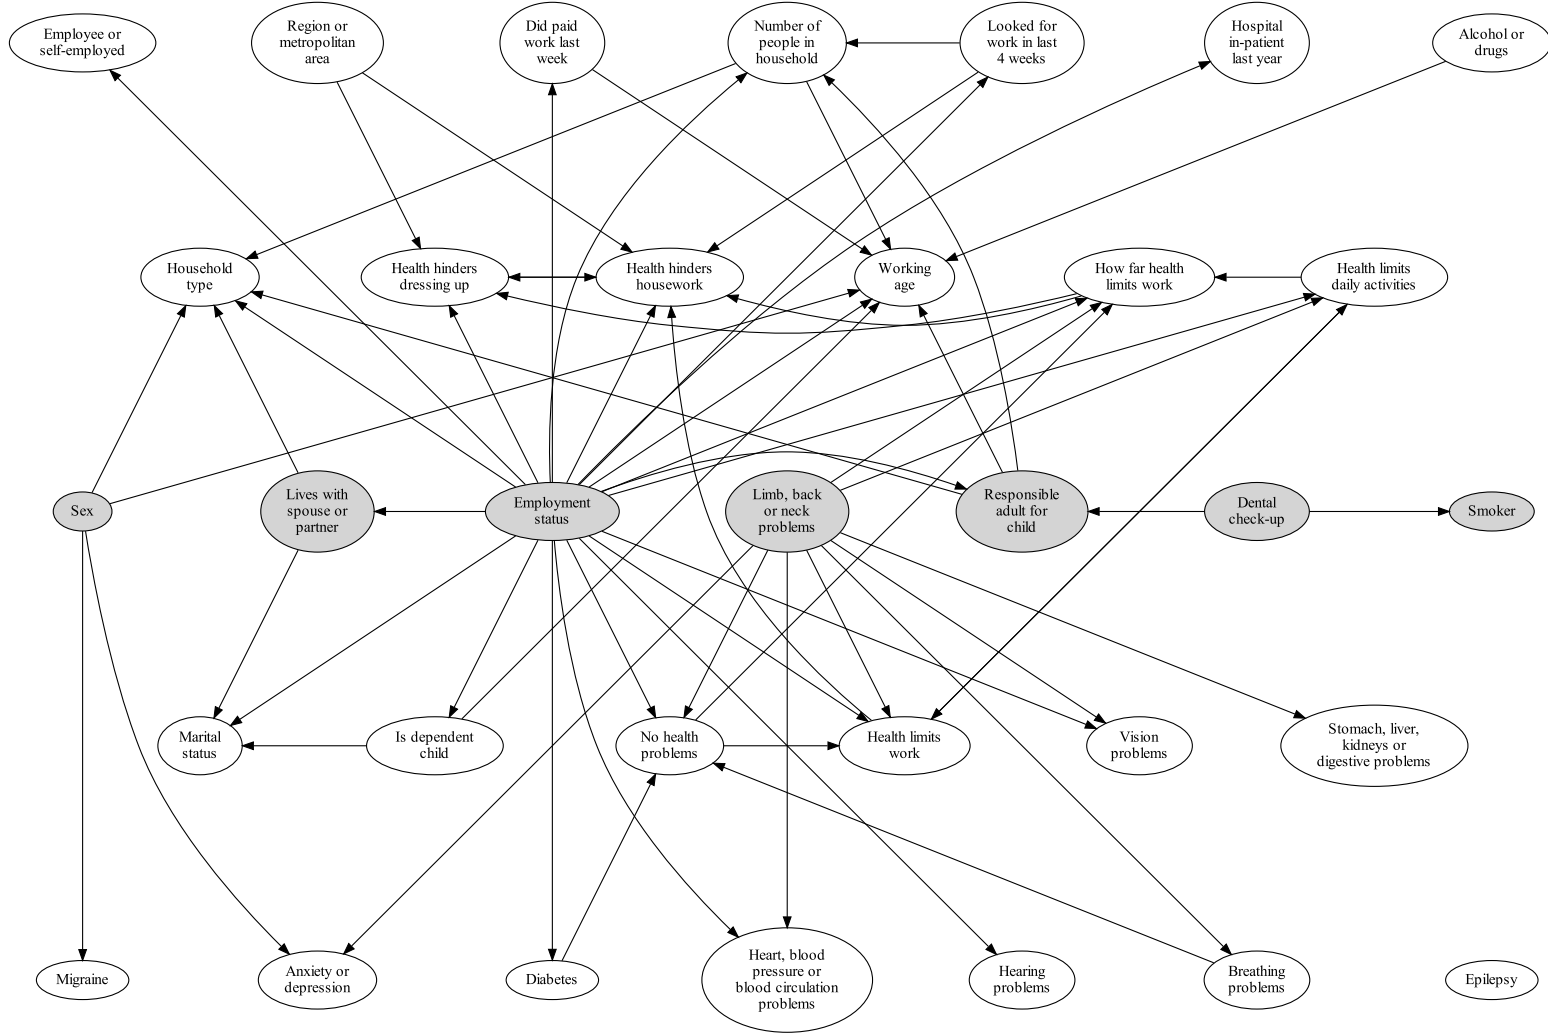 Employee or
self-employed
Region or
metropolitan
area
Did paid
work last
week
Number of
people in
household
Looked for
work in last
4 weeks
Hospital
in-patient
last year
Alcohol or
drugs
Household
type
Health hinders
dressing up
Health hinders
housework
Working
age
How far health
limits work
Health limits
daily activities
Sex
Lives with
spouse or
partner
Employment
status
Limb, back
or neck
problems
Responsible
adult for
child
Dental
check-up
Smoker
Marital
status
Is dependent
child
No health
problems
Health limits
work
Vision
problems
Stomach, liver,
kidneys or
digestive problems
Migraine
Anxiety or
depression
Diabetes
Heart, blood
pressure or
blood circulation
problems
Hearing
problems
Breathing
problems
Epilepsy